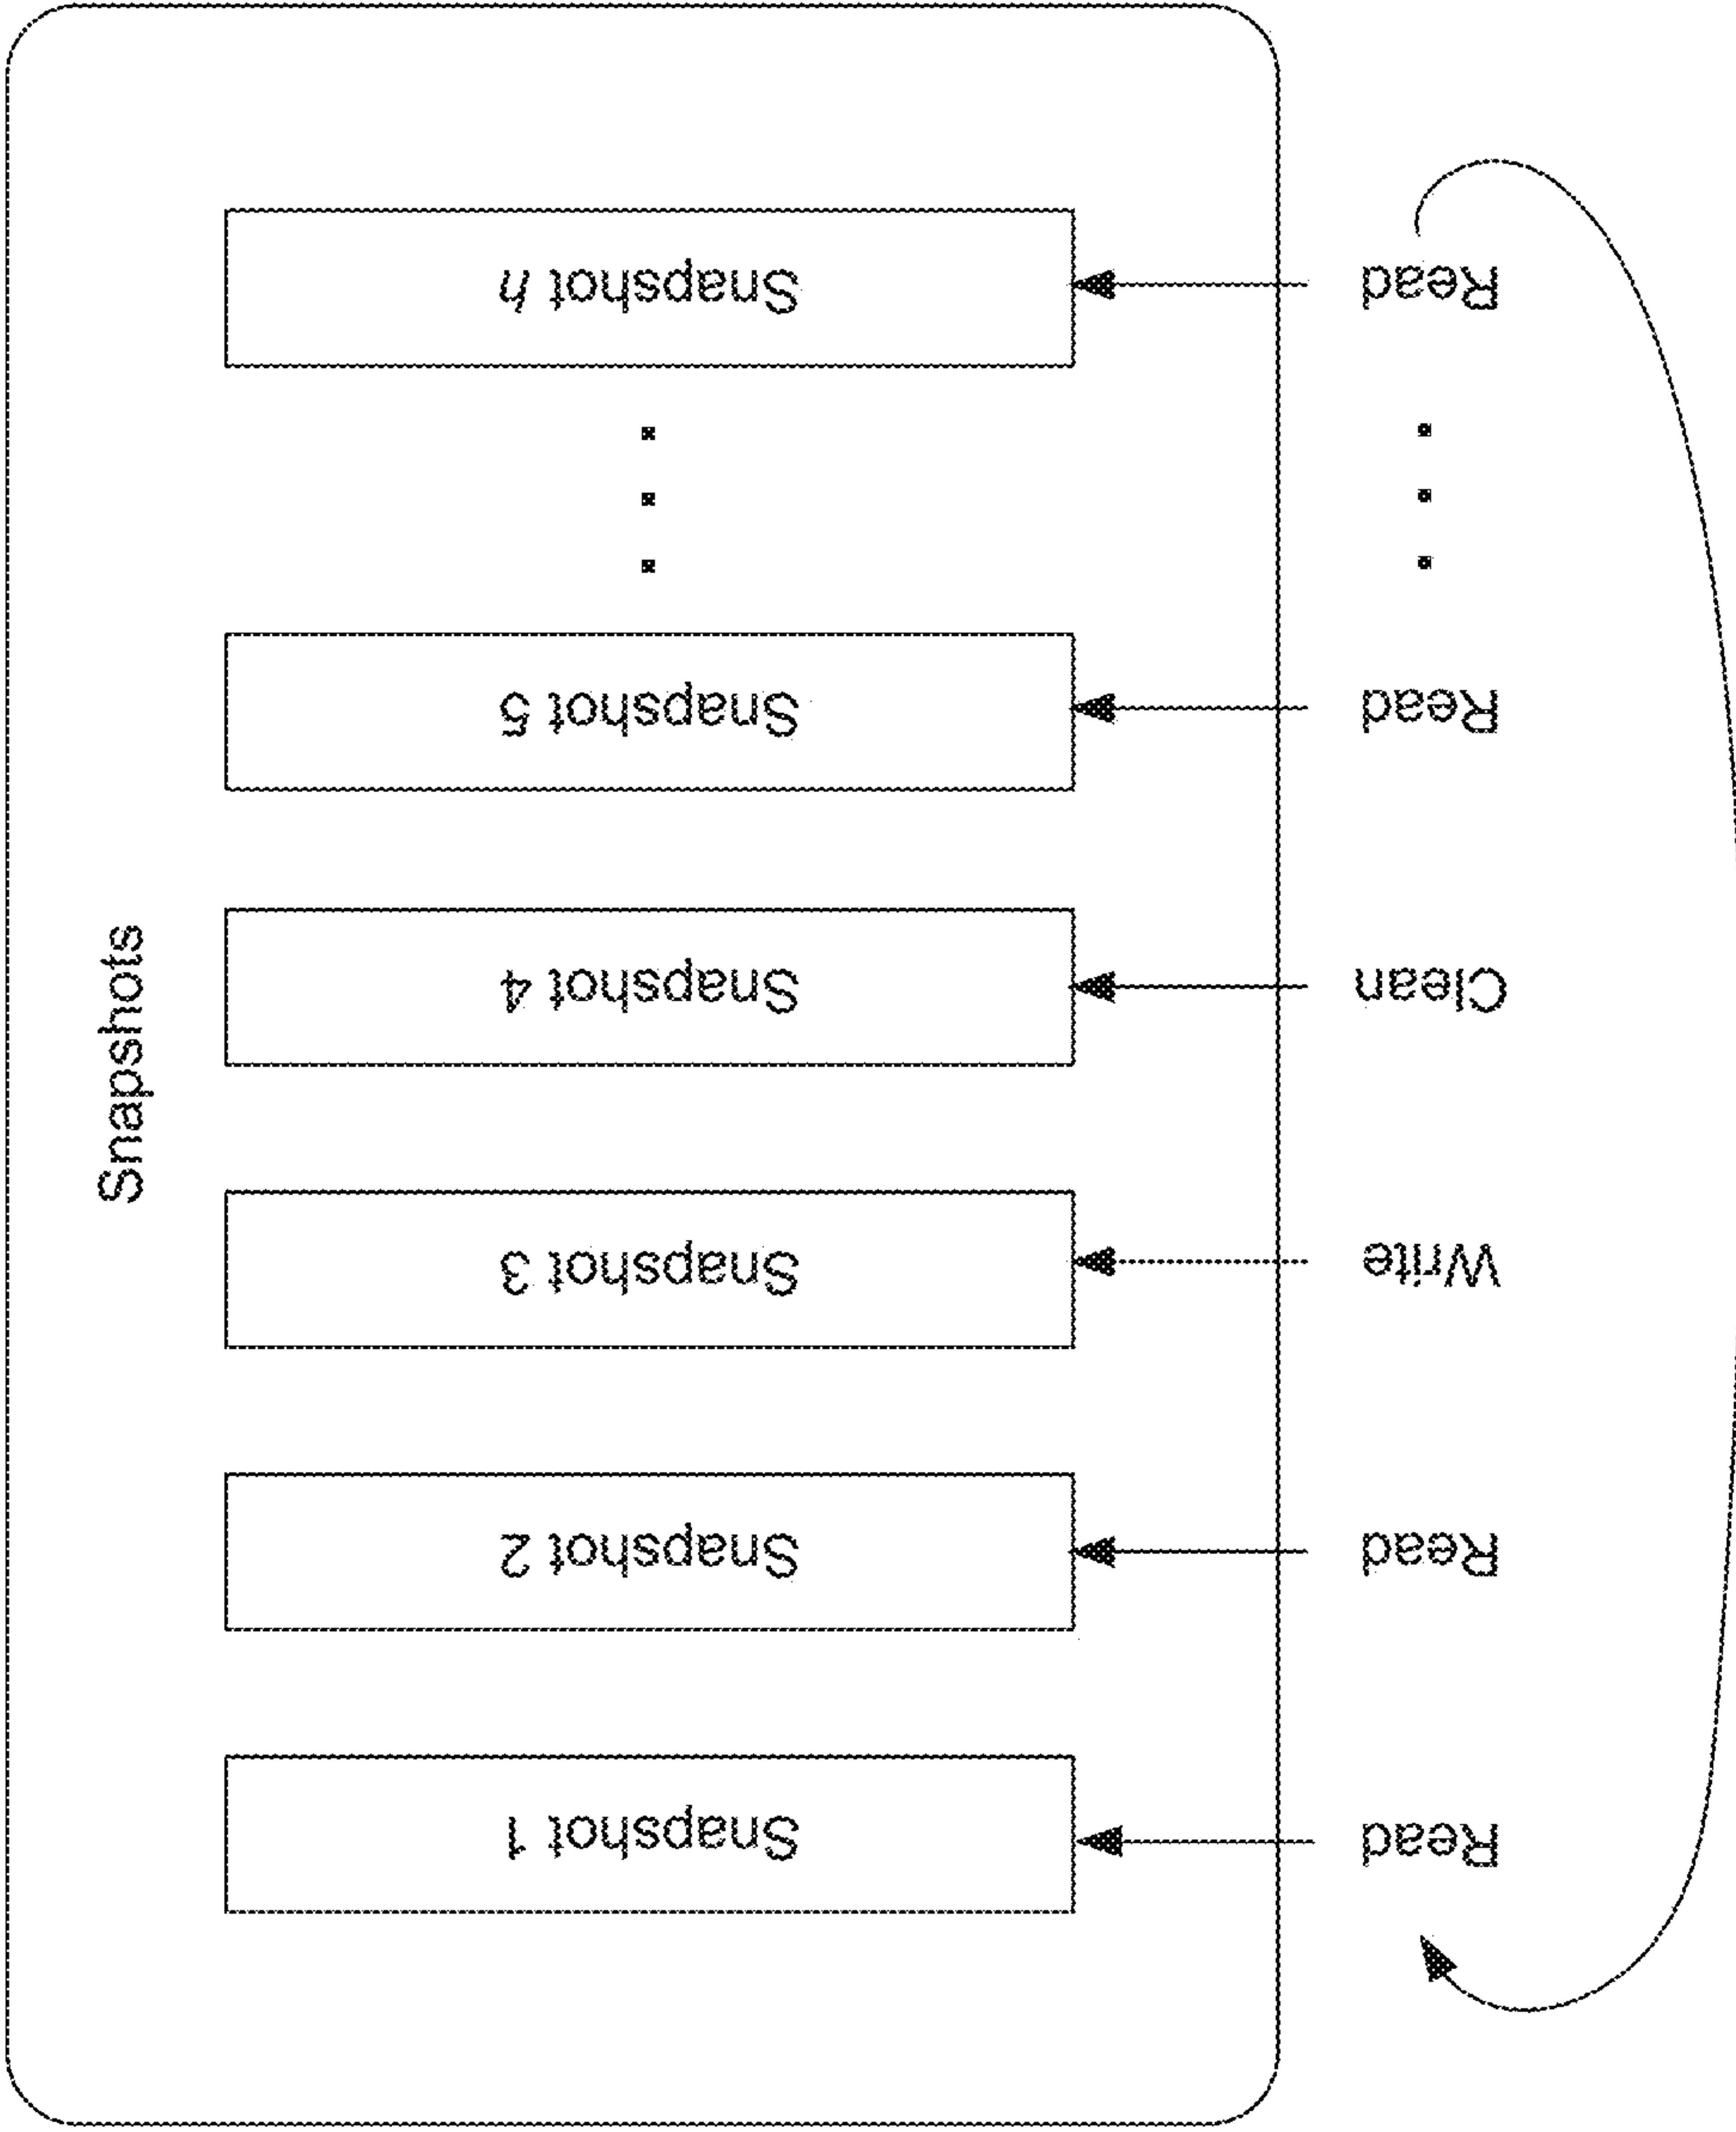 Read
Snapshot 1
Read
Snapshot 2
Write
Snapshot 3
Clean
Snapshot 4
Read
Snapshot 5
Read
Snapshot h
Snapshots